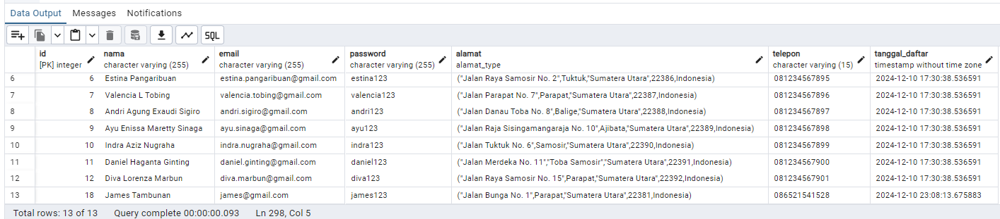 Data Output Messages Notifications
SQL
id nama email password alamat telepon tanggal_daftar
[PK] integer character varying (255) character varying (255) character varying (255) alamat_type character varying (15) timestamp without time zone
6 6 Estina Pangaribuan estina.pangaribuan@gmail.com estina123 ("Jalan Raya Samosir No. 2",Tuktuk,"Sumatera Utara",22386,Indonesia) 081234567895 2024-12-10 17:30:38.536591
7 7 Valencia L Tobing valencia.tobing@gmail.com valencia123 ("Jalan Parapat No. 7",Parapat,"Sumatera Utara",22387,Indonesia) 081234567896 2024-12-10 17:30:38.536591
8 8 Andri Agung Exaudi Sigiro andri.sigiro@gmail.com andri123 ("Jalan Danau Toba No. 8",Balige,"Sumatera Utara",22388,Indonesia) 081234567897 2024-12-10 17:30:38.536591
9 9 Ayu Enissa Maretty Sinaga ayu.sinaga@gmail.com ayu123 ("Jalan Raja Sisingamangaraja No. 10",Ajibata,"Sumatera Utara",22389,Indonesia) 081234567898 2024-12-10 17:30:38.536591
10 10 Indra Aziz Nugraha indra.nugraha@gmail.com indra123 ("Jalan Tuktuk No. 6",Samosir,"Sumatera Utara",22390,Indonesia) 081234567899 2024-12-10 17:30:38.536591
11 11 Daniel Haganta Ginting daniel.ginting@gmail.com daniel123 ("Jalan Merdeka No. 11","Toba Samosir","Sumatera Utara",22391,Indonesia) 081234567900 2024-12-10 17:30:38.536591
12 12 Diva Lorenza Marbun diva.marbun@gmail.com diva123 ("Jalan Raya Samosir No. 15",Parapat,"Sumatera Utara",22392,Indonesia) 081234567901 2024-12-10 17:30:38.536591
13 18 James Tambunan james@gmail.com james123 ("Jalan Bunga No. 1",Parapat,"Sumatera Utara",22381,Indonesia) 086521541528 2024-12-10 23:08:13.675883
Total rows: 13 of 13 Query complete 00:00:00.093 Ln 298, Col 5